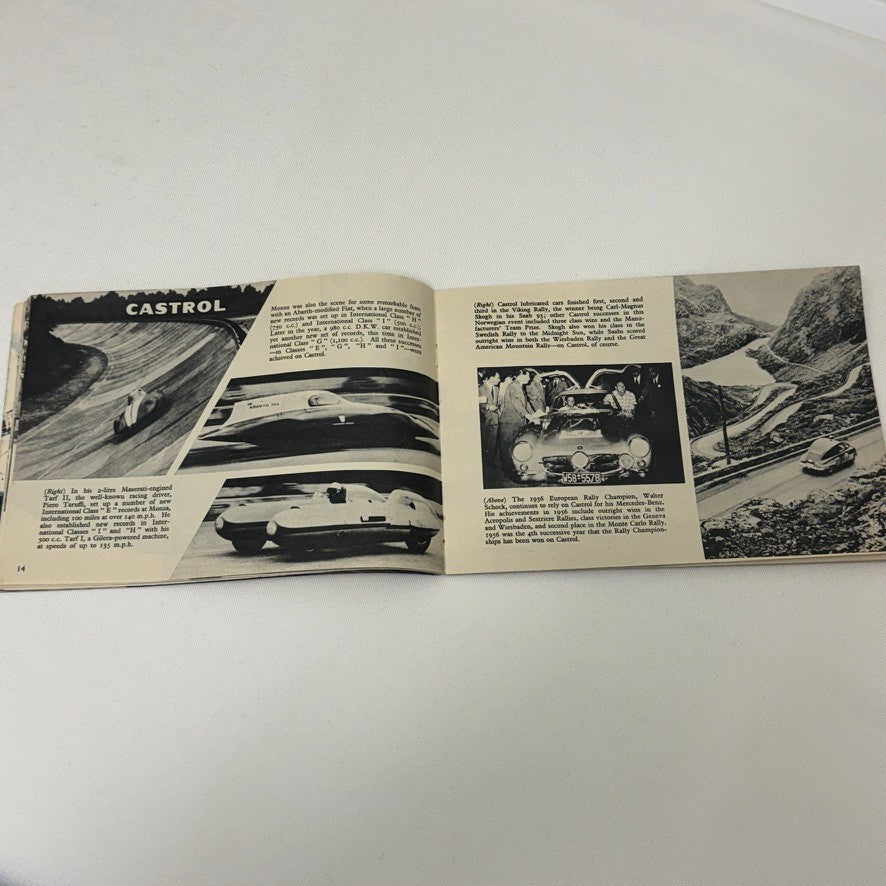 CASTROL
Monza was also the scene for some remarkable feats
with an Abarth-modified Fiat, when a large number of
new records was set up in International Class "H"
(750 c.c.) and International Class "I" (500 c.c.).
Later in the year, a 980 c.c. D.K.W. car established
yet another new set of records, this time in Inter-
national Class "G" (1,100 c.c.). All these successes
—in Classes "E", "G", "H" and "I"—were
achieved on Castrol.
(Right) In his 2-litre Maserati-engined
Tarf II, the well-known racing driver,
Piero Taruffi, set up a number of new
International Class "E" records at Monza,
including 100 miles at over 140 m.p.h. He
also established new records in Inter-
national Classes "I" and "H" with his
500 c.c. Tarf I, a Gilera-powered machine,
at speeds of up to 135 m.p.h.
14
(Right) Castrol lubricated cars finished first, second and
third in the Viking Rally, the winner being Carl-Magnus
Skogh in his Saab 93; other Castrol successes in this
Norwegian event included three class wins and the Manu-
facturers' Team Prize. Skogh also won his class in the
Swedish Rally to the Midnight Sun, while Saabs scored
outright wins in both the Wiesbaden Rally and the Great
American Mountain Rally—on Castrol, of course.
W58-5578
(Above) The 1956 European Rally Champion, Walter
Schock, continues to rely on Castrol for his Mercedes-Benz.
His achievements in 1956 include outright wins in the
Acropolis and Sestriere Rallies, class victories in the Geneva
and Wiesbaden, and second place in the Monte Carlo Rally.
1956 was the 4th successive year that the Rally Champion-
ships has been won on Castrol.